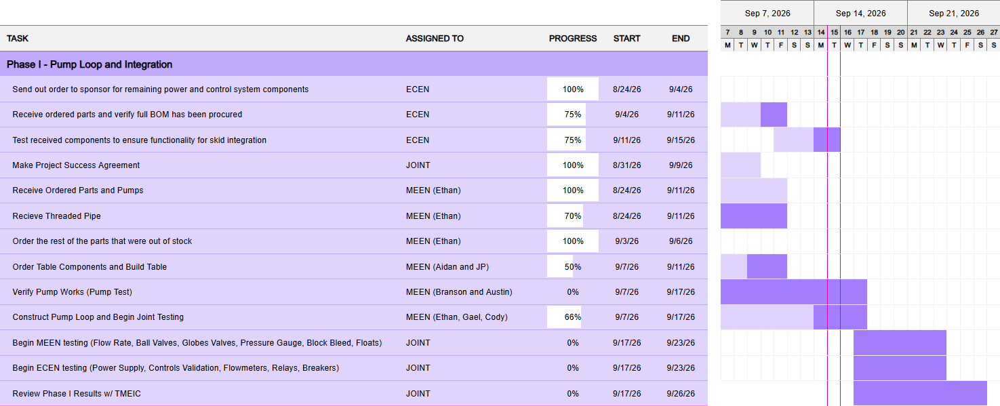 Sep 7, 2026 Sep 14, 2026 Sep 21, 2026
7 8 9 10 11 12 13 14 15 16 17 18 19 20 21 22 23 24 25 26 27
TASK ASSIGNED TO PROGRESS START END M T W T F S S M T W T F S S M T W T F S S
Phase I - Pump Loop and Integration
Send out order to sponsor for remaining power and control system components ECEN 100% 8/24/26 9/4/26
Receive ordered parts and verify full BOM has been procured ECEN 75% 9/4/26 9/11/26
Test received components to ensure functionality for skid integration ECEN 75% 9/11/26 9/15/26
Make Project Success Agreement JOINT 100% 8/31/26 9/9/26
Receive Ordered Parts and Pumps MEEN (Ethan) 100% 8/24/26 9/11/26
Recieve Threaded Pipe MEEN (Ethan) 70% 8/24/26 9/11/26
Order the rest of the parts that were out of stock MEEN (Ethan) 100% 9/3/26 9/6/26
Order Table Components and Build Table MEEN (Aidan and JP) 50% 9/7/26 9/11/26
Verify Pump Works (Pump Test) MEEN (Branson and Austin) 0% 9/7/26 9/17/26
Construct Pump Loop and Begin Joint Testing MEEN (Ethan, Gael, Cody) 66% 9/7/26 9/17/26
Begin MEEN testing (Flow Rate, Ball Valves, Globes Valves, Pressure Gauge, Block Bleed, Floats) JOINT 0% 9/17/26 9/23/26
Begin ECEN testing (Power Supply, Controls Validation, Flowmeters, Relays, Breakers) JOINT 0% 9/17/26 9/23/26
Review Phase I Results w/ TMEIC JOINT 0% 9/17/26 9/26/26